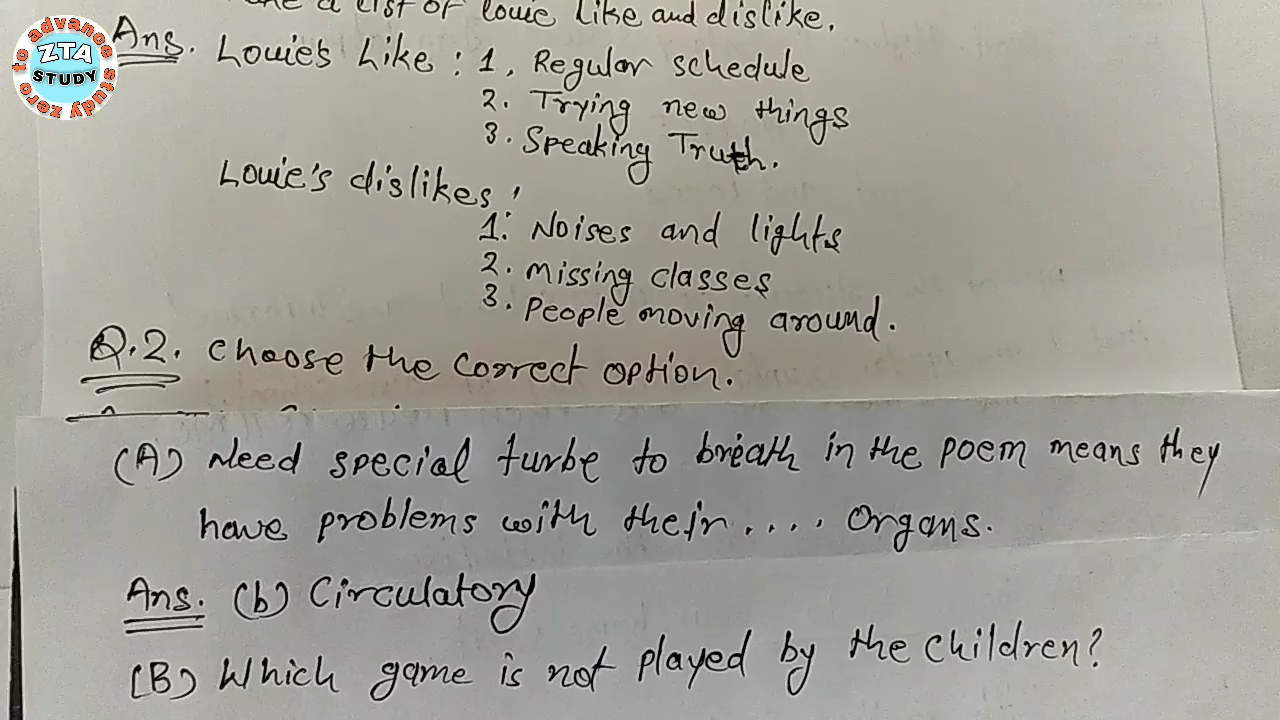 a list of Louie Like and dislike.
to advance study zero
ZTA
STUDY
Ans. Louie's Like : 1. Regular schedule
2. Trying new things
3. Speaking Truth.
Louie's dislikes :
1. Noises and lights
2. Missing classes
3. People moving around.
Q.2. Choose the correct option.
(A) Need special turbe to breath in the poem means they
have problems with their .... Organs.
Ans. (b) Circulatory
(B) Which game is not played by the children?